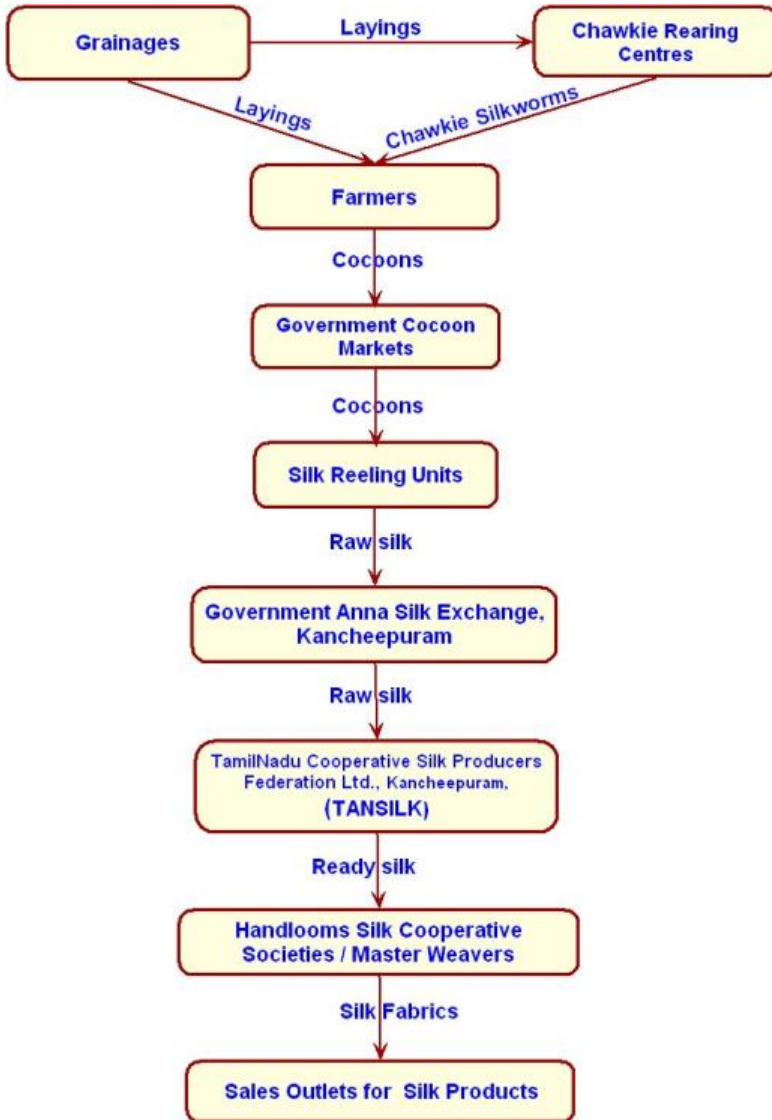 Grainages
Layings
Chawkie Rearing
Centres
Layings
Chawkie Silkworms
Farmers
Cocoons
Government Cocoon
Markets
Cocoons
Silk Reeling Units
Raw silk
Government Anna Silk Exchange,
Kancheepuram
Raw silk
TamilNadu Cooperative Silk Producers
Federation Ltd., Kancheepuram,
(TANSILK)
Ready silk
Handlooms Silk Cooperative
Societies / Master Weavers
Silk Fabrics
Sales Outlets for Silk Products